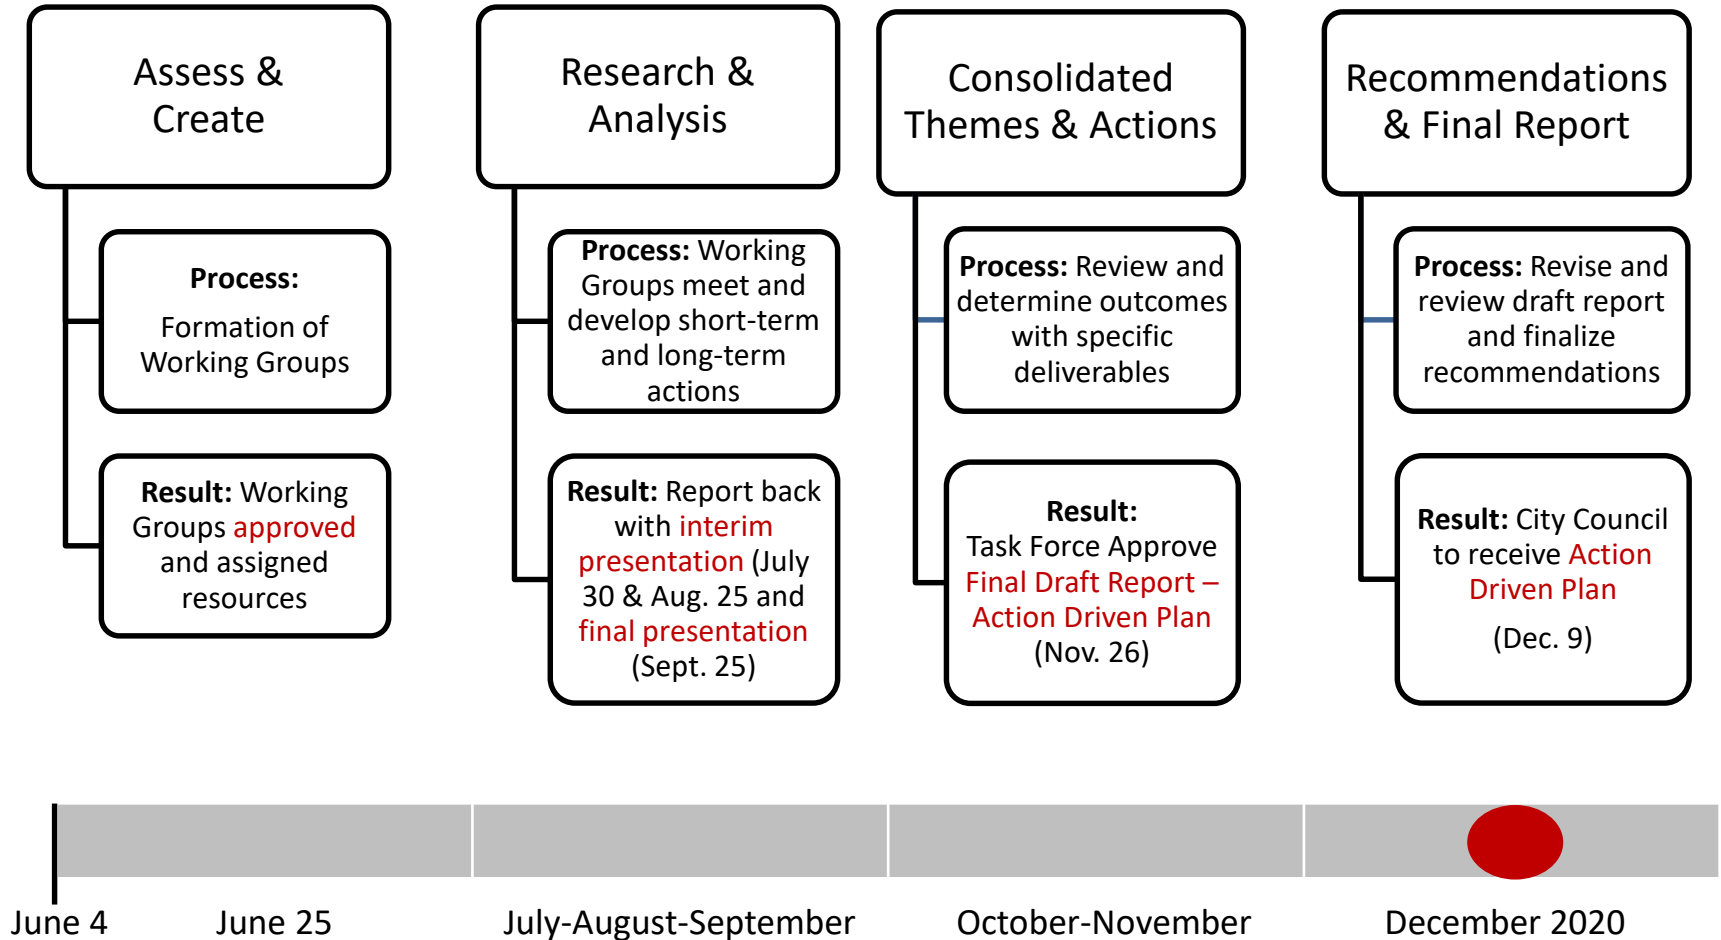 Assess &
Create
Process:
Formation of
Working Groups
Result: Working
Groups approved
and assigned
resources
Research &
Analysis
Process: Working
Groups meet and
develop short-term
and long-term
actions
Result: Report back
with interim
presentation (July
30 & Aug. 25 and
final presentation
(Sept. 25)
Consolidated
Themes & Actions
Process: Review and
determine outcomes
with specific
deliverables
Result:
Task Force Approve
Final Draft Report –
Action Driven Plan
(Nov. 26)
Recommendations
& Final Report
Process: Revise and
review draft report
and finalize
recommendations
Result: City Council
to receive Action
Driven Plan
(Dec. 9)
June 4
June 25
July-August-September
October-November
December 2020